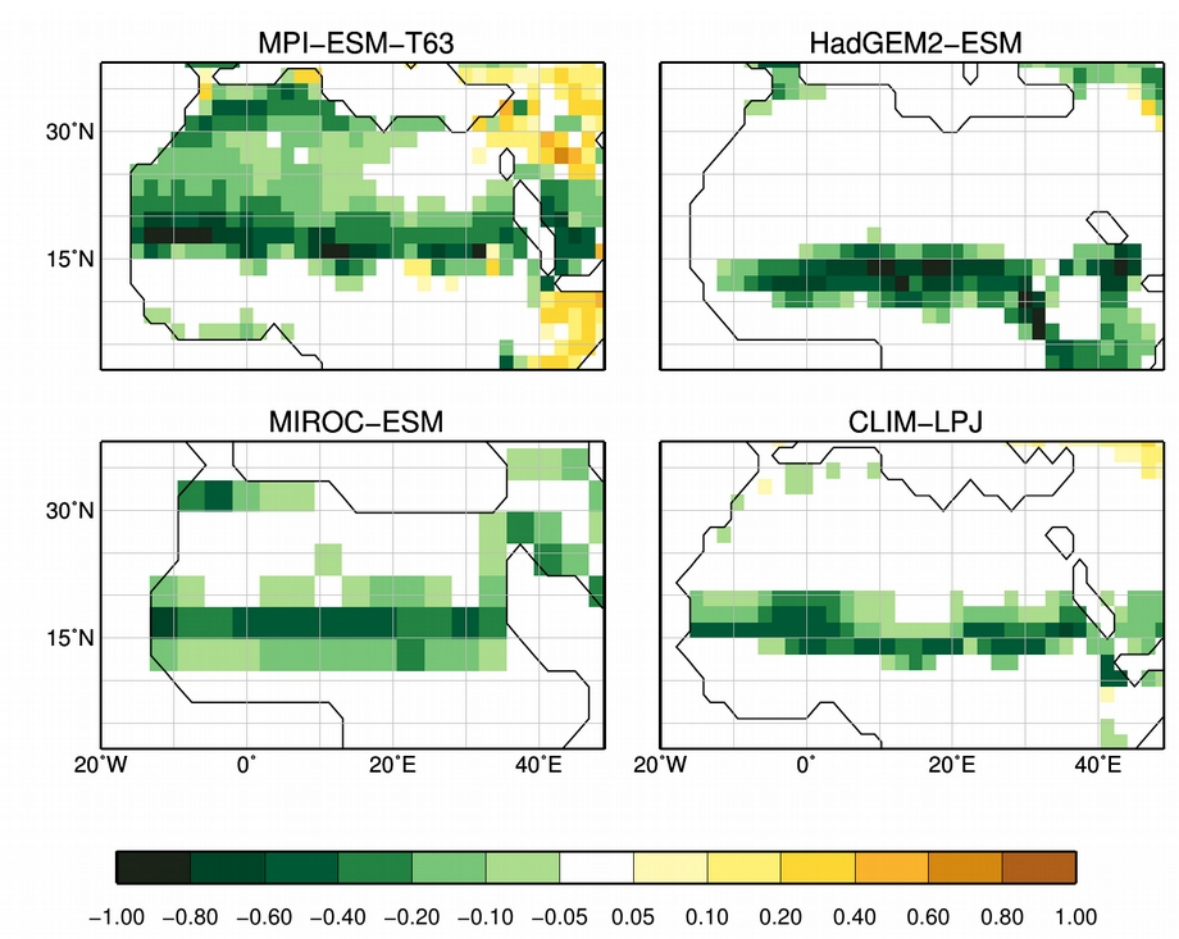 MPI−ESM−T63 HadGEM2−ESM
30°N
15°N
MIROC−ESM CLIM−LPJ
30°N
15°N
20°W 0° 20°E 40°E 20°W 0° 20°E 40°E
−1.00 −0.80 −0.60 −0.40 −0.20 −0.10 −0.05 0.05 0.10 0.20 0.40 0.60 0.80 1.00